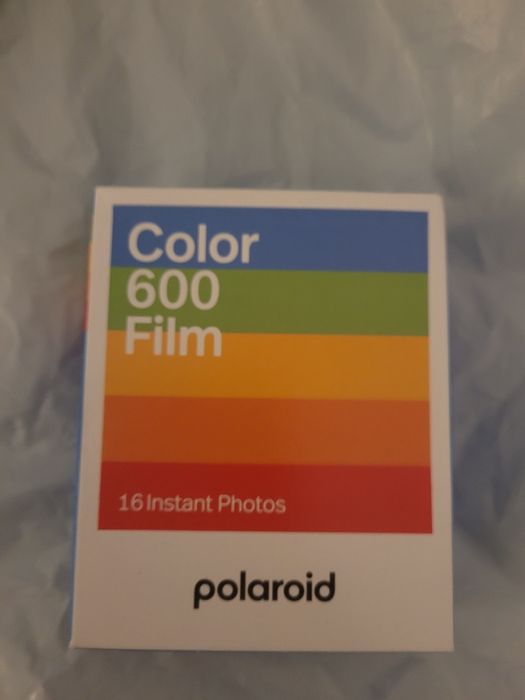 Color
600
Film
16 Instant Photos
polaroid